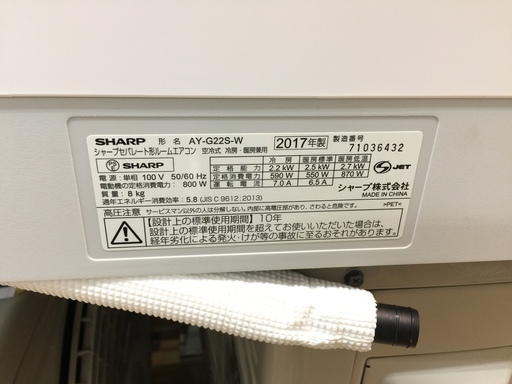 SHARP 形名 AY-G22S-W 2017年製 製造番号 71036432
シャープセパレート形ルームエアコン 空冷式 冷房・暖房兼用
SHARP
冷房 暖房標準 暖房低温
定格能力 2.2 kW 2.5 kW 2.7 kW
定格消費電力 590 W 550 W 870 W
運転電流 7.0 A 6.5 A
電源:単相 100 V 50/60 Hz
電動機の定格消費電力: 800 W
質量: 8 kg
通年エネルギー消費効率: 5.8 (JIS C 9612:2013)
S JET
シャープ株式会社
MADE IN CHINA
>PET<
高圧注意 サービスマン以外の人は分解しないでください。内部に高電圧部があり、さわると危険です。
【設計上の標準使用期間】10年
設計上の標準使用期間を超えてお使いいただいた場合は、
経年劣化による発火・けが等の事故に至るおそれがあります。